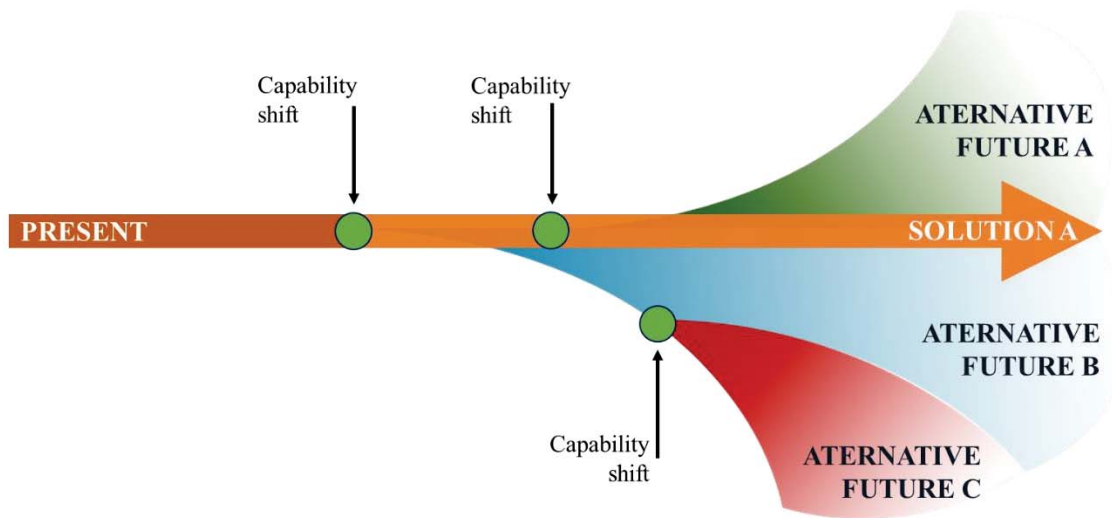 Capability
shift
Capability
shift
ATERNATIVE
FUTURE A
PRESENT
SOLUTION A
ATERNATIVE
FUTURE B
Capability
shift
ATERNATIVE
FUTURE C